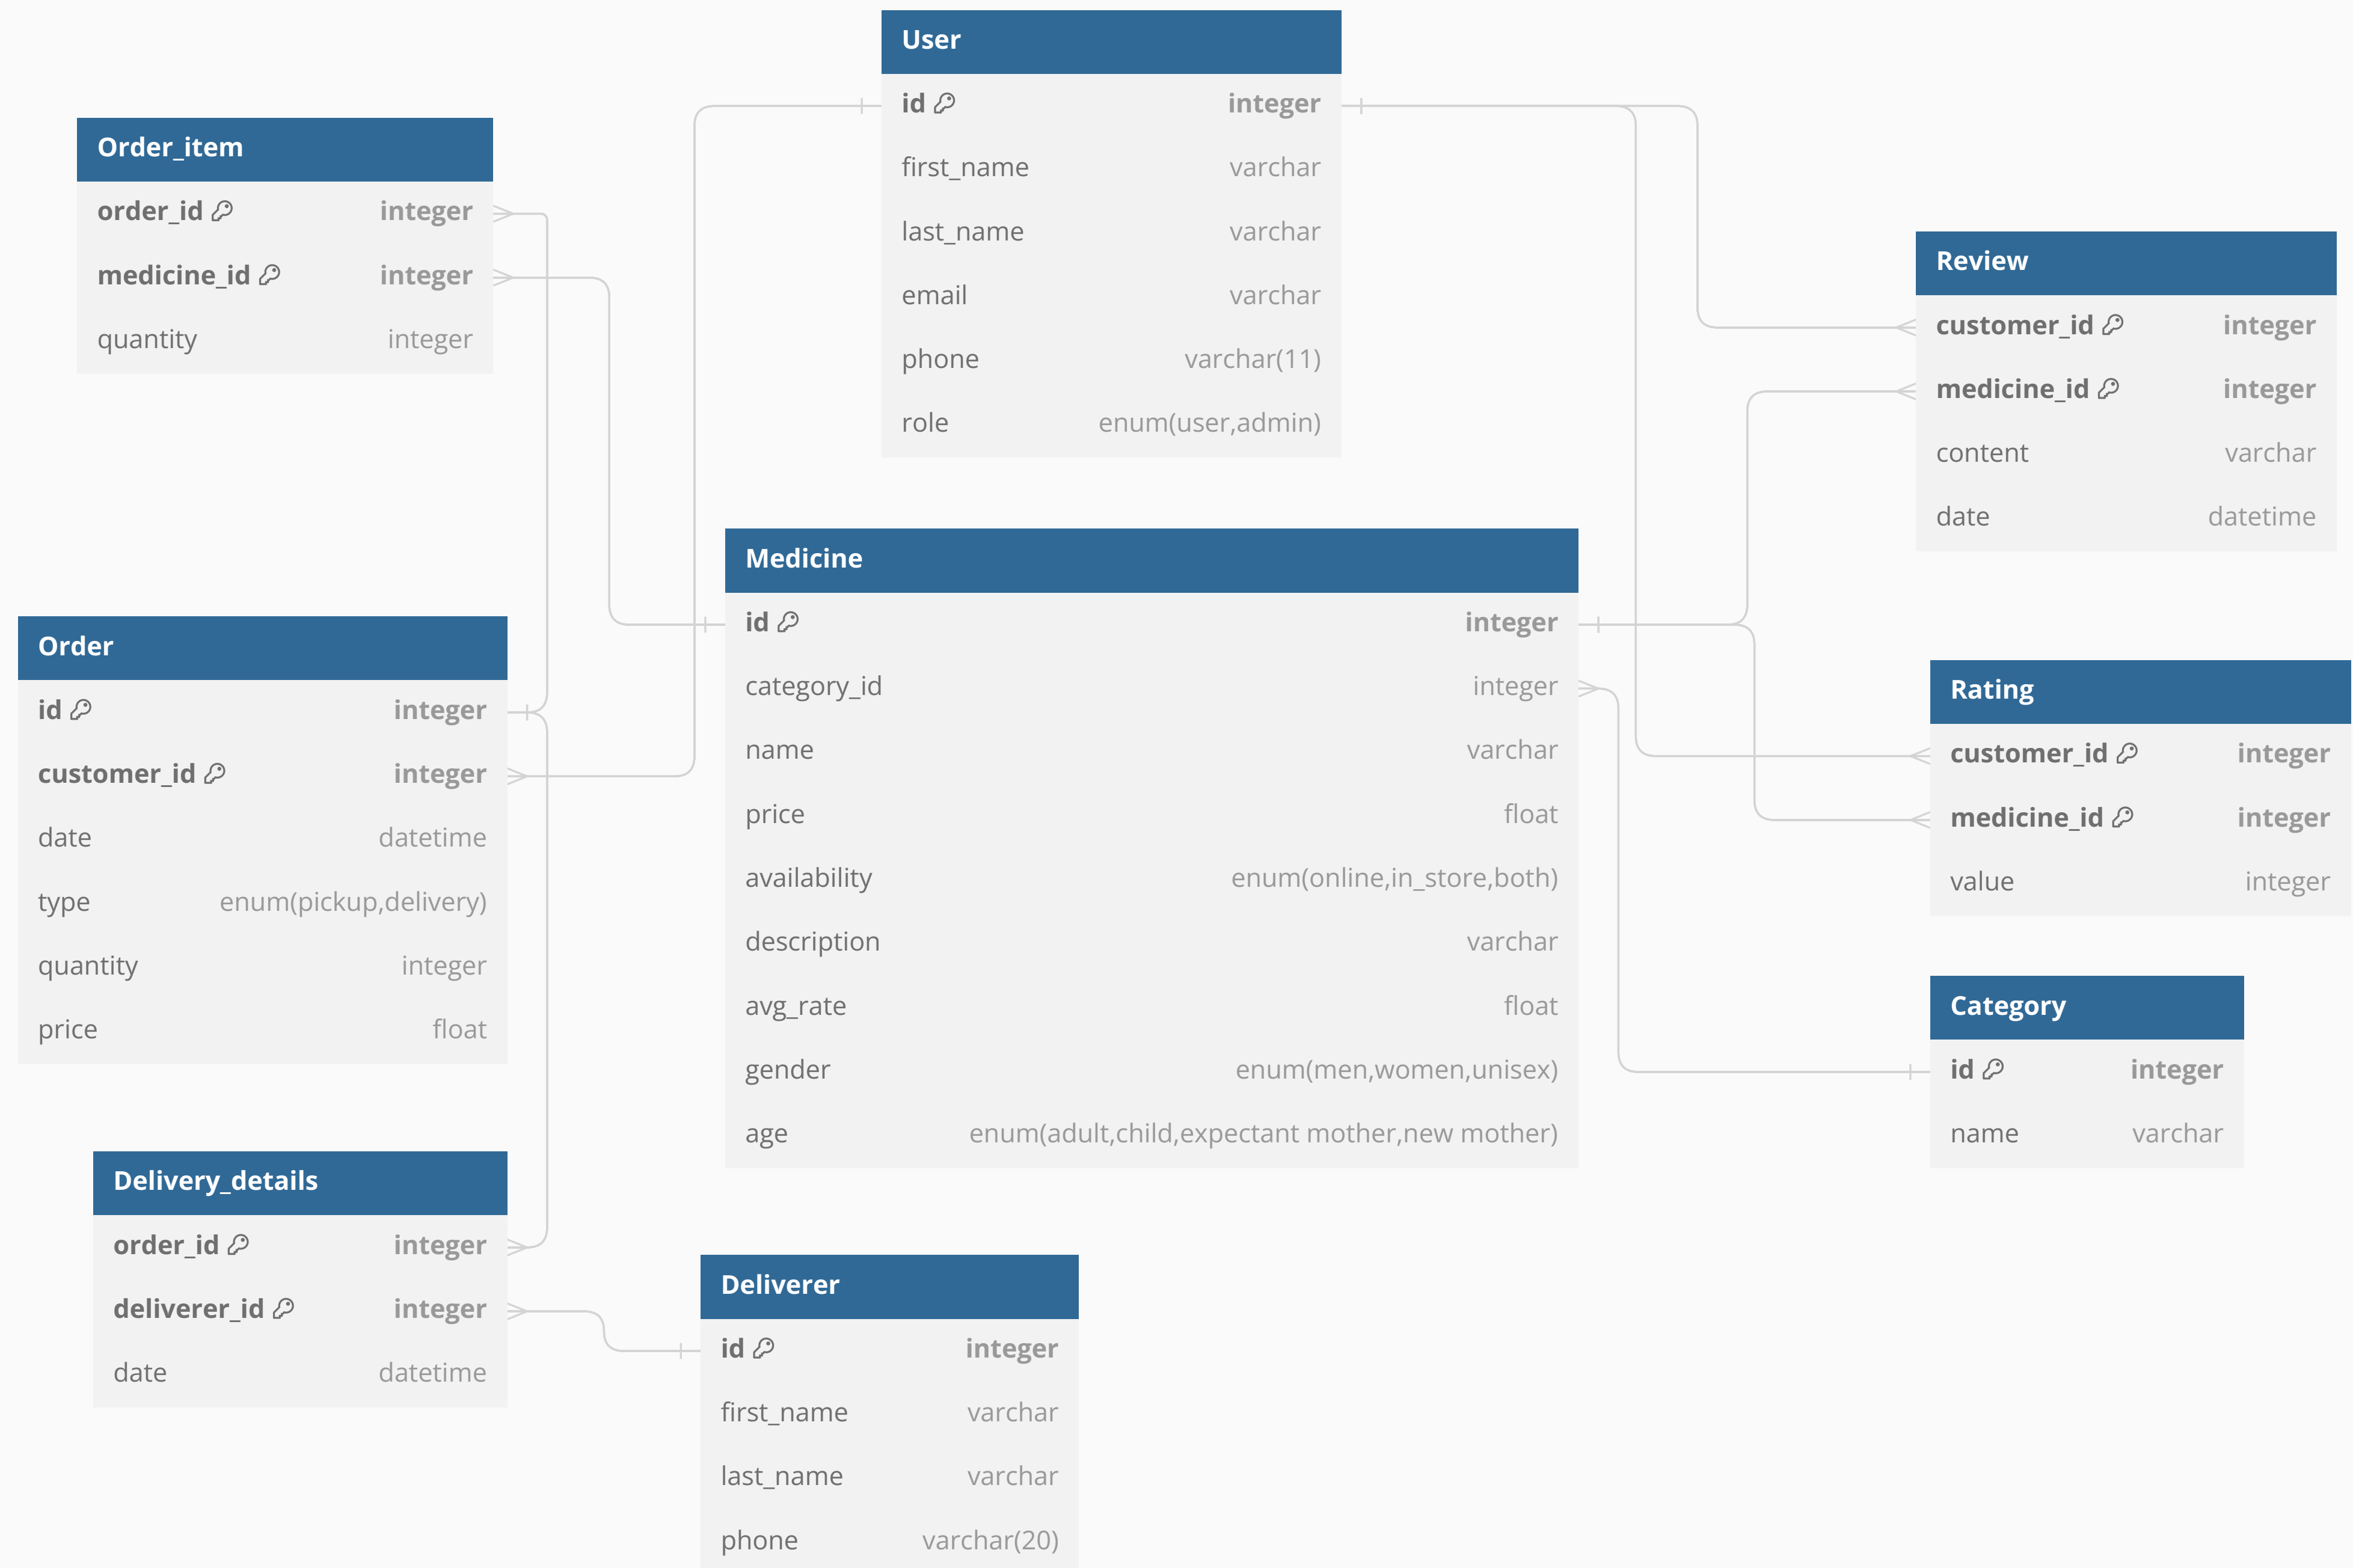 User
id integer
first_name varchar
last_name varchar
email varchar
phone varchar(11)
role enum(user,admin)
Order_item
order_id integer
medicine_id integer
quantity integer
Review
customer_id integer
medicine_id integer
content varchar
date datetime
Medicine
id integer
category_id integer
name varchar
price float
availability enum(online,in_store,both)
description varchar
avg_rate float
gender enum(men,women,unisex)
age enum(adult,child,expectant mother,new mother)
Order
id integer
customer_id integer
date datetime
type enum(pickup,delivery)
quantity integer
price float
Rating
customer_id integer
medicine_id integer
value integer
Category
id integer
name varchar
Delivery_details
order_id integer
deliverer_id integer
date datetime
Deliverer
id integer
first_name varchar
last_name varchar
phone varchar(20)